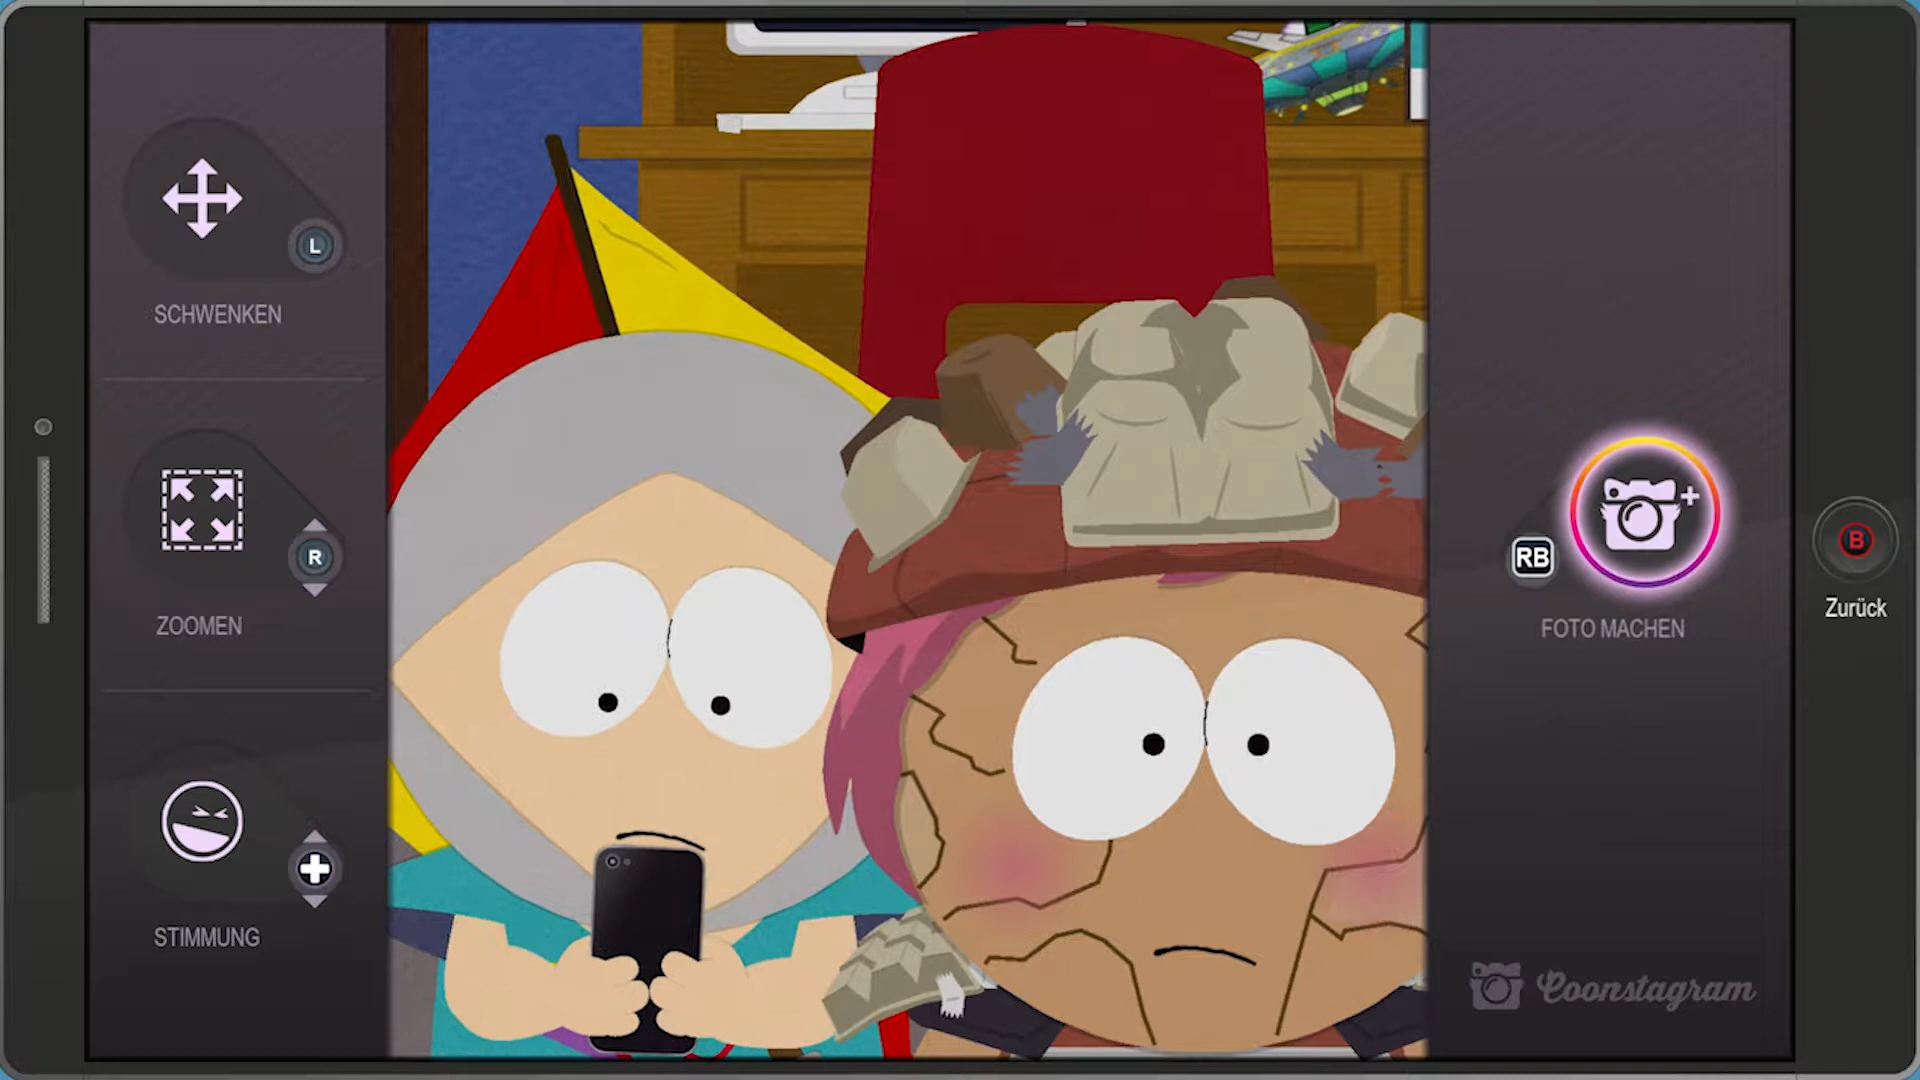 L
SCHWENKEN
R
ZOOMEN
STIMMUNG
RB
FOTO MACHEN
B
Zurück
Coonstagram